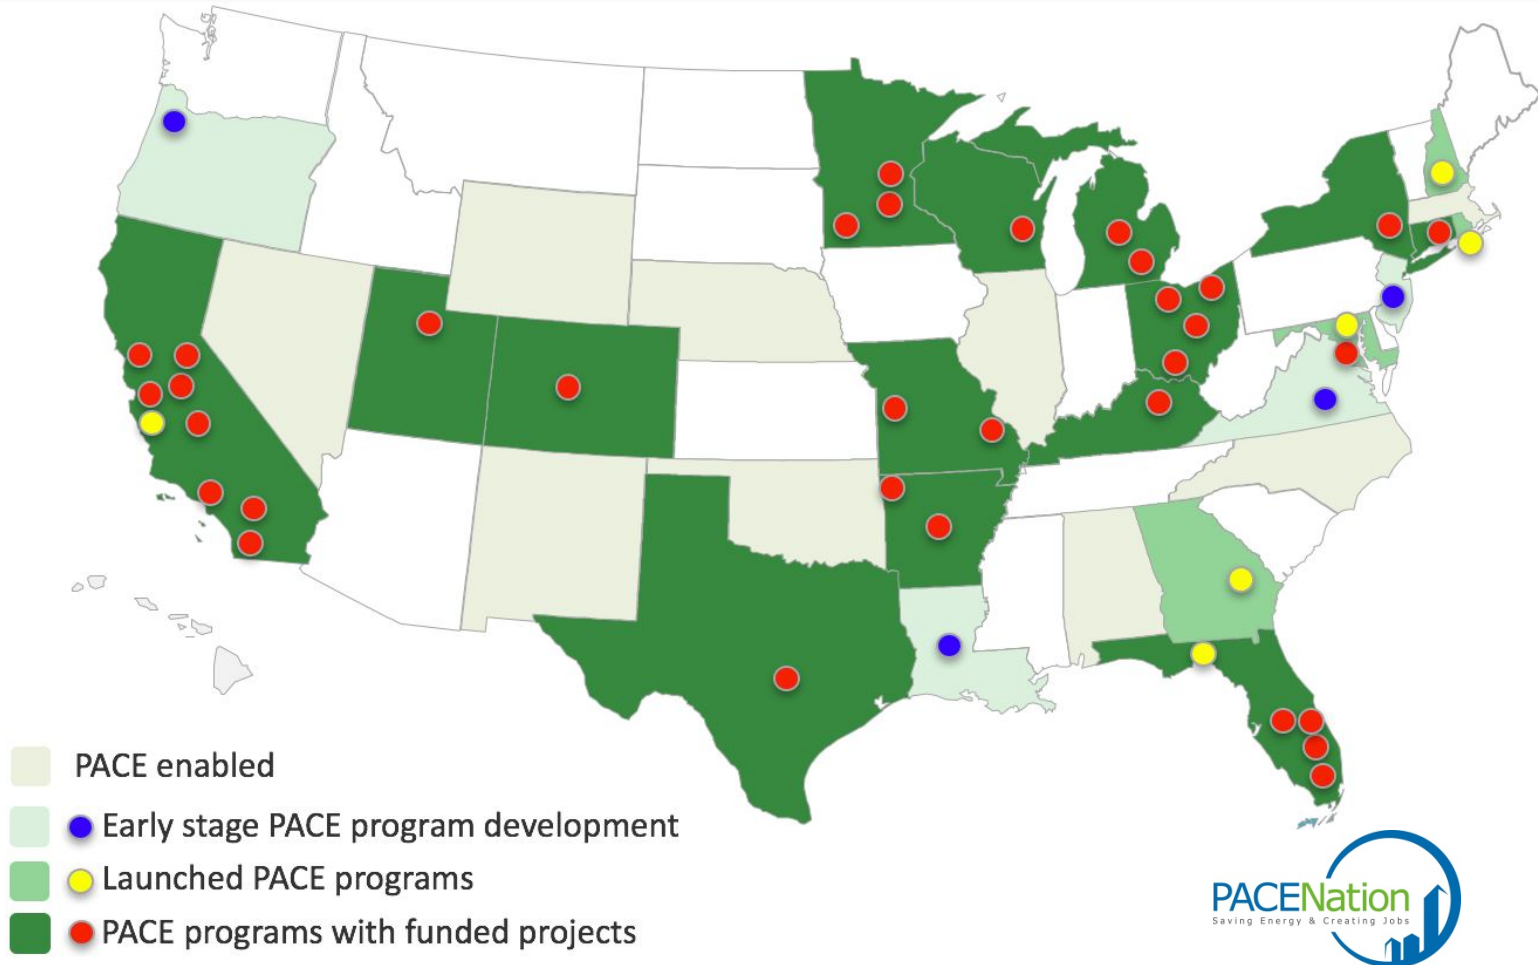 PACE enabled
Early stage PACE program development
Launched PACE programs
PACE programs with funded projects
PACENation
Saving Energy & Creating Jobs